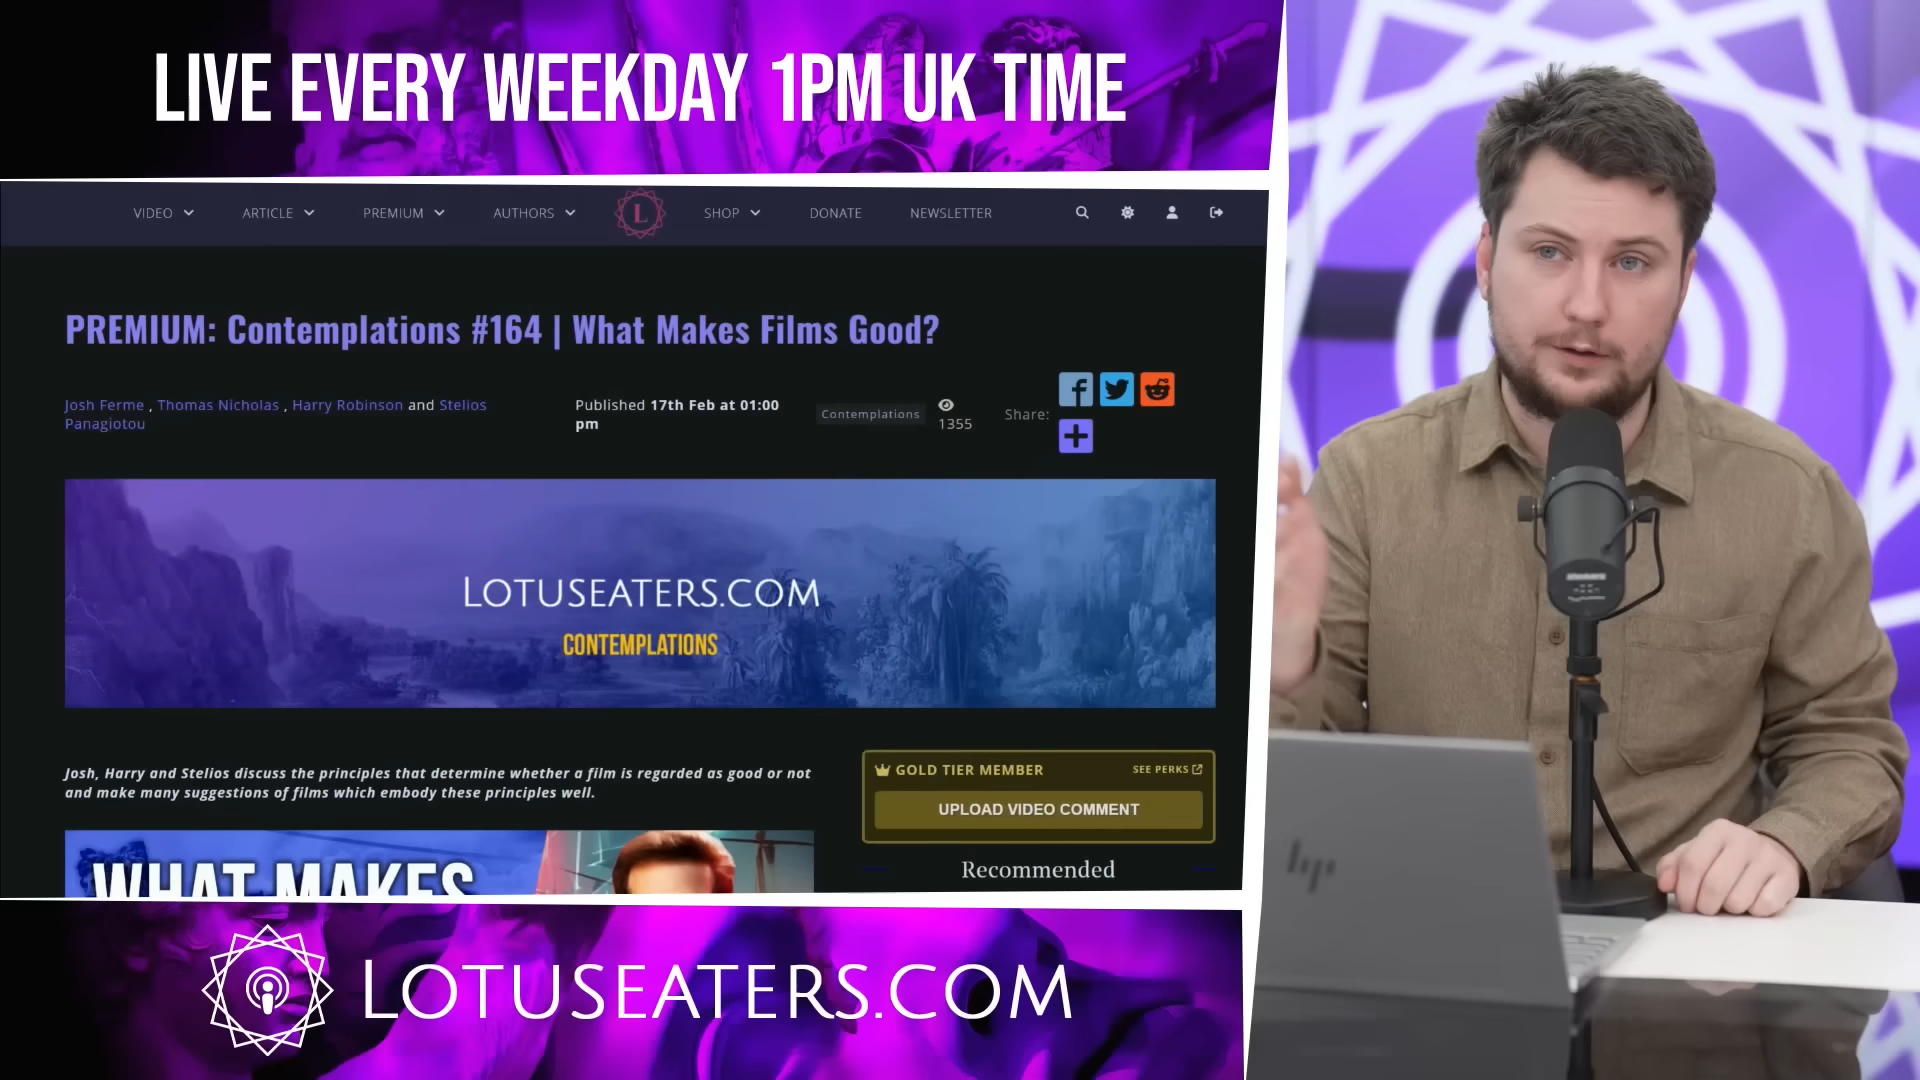 LIVE EVERY WEEKDAY 1PM UK TIME
VIDEO ARTICLE PREMIUM AUTHORS L SHOP DONATE NEWSLETTER
PREMIUM: Contemplations #164 | What Makes Films Good?
Josh Ferme , Thomas Nicholas , Harry Robinson and Stelios
Panagiotou
Published 17th Feb at 01:00
pm
Contemplations
1355
Share:
LOTUSEATERS.COM
CONTEMPLATIONS
Josh, Harry and Stelios discuss the principles that determine whether a film is regarded as good or not
and make many suggestions of films which embody these principles well.
GOLD TIER MEMBER SEE PERKS
UPLOAD VIDEO COMMENT
Recommended
WHAT MAKES
hp
LOTUSEATERS.COM